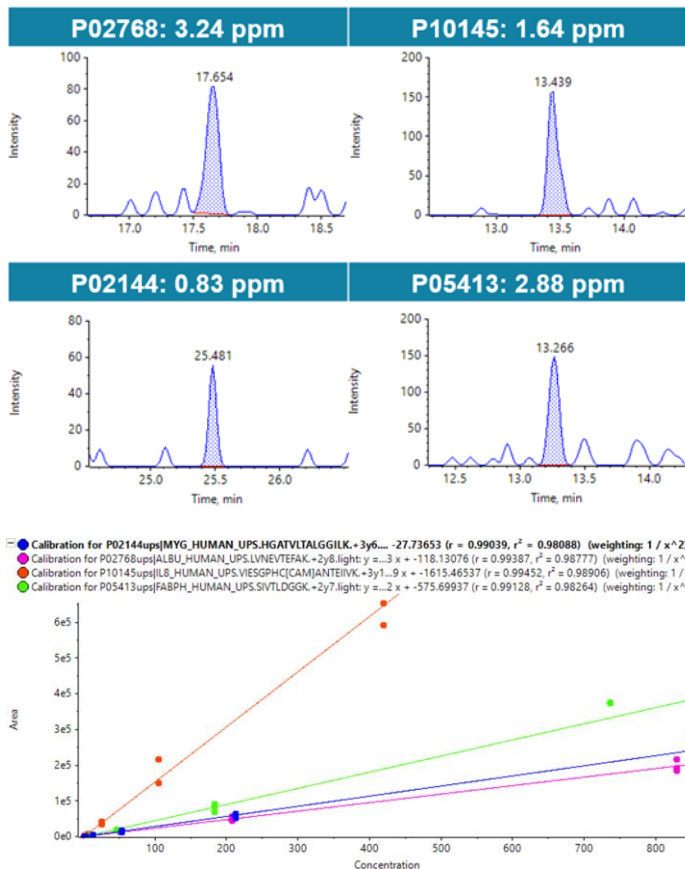 P02768: 3.24 ppm
P10145: 1.64 ppm
100
80
60
40
20
0
Intensity
17.654
17.0
17.5
18.0
18.5
Time, min
200
150
100
50
0
Intensity
13.439
13.0
13.5
14.0
Time, min
P02144: 0.83 ppm
P05413: 2.88 ppm
80
60
40
20
0
Intensity
25.481
25.0
25.5
26.0
Time, min
200
150
100
50
0
Intensity
13.266
12.5
13.0
13.5
14.0
Time, min
Calibration for P02144ups|MYG_HUMAN_UPS.HGATVLTALGGILK.+3y6.... -27.73653 (r = 0.99039, r² = 0.98088) (weighting: 1 / x^2)
Calibration for P02768ups|ALBU_HUMAN_UPS.LVNEVTEFAK.+2y8.light: y =...3 x + -118.13076 (r = 0.99387, r² = 0.98777) (weighting: 1 / x^
Calibration for P10145ups|IL8_HUMAN_UPS.VIESGPHC[CAM]ANTEIIVK.+3y1...9 x + -1615.46537 (r = 0.99452, r² = 0.98906) (weighting: 1 / x^
Calibration for P05413ups|FABPH_HUMAN_UPS.SIVTLDGGK.+2y7.light: y =...2 x + -575.69937 (r = 0.99128, r² = 0.98264) (weighting: 1 / x^
6e5
5e5
4e5
3e5
2e5
1e5
0e0
Area
100
200
300
400
500
600
700
800
Concentration